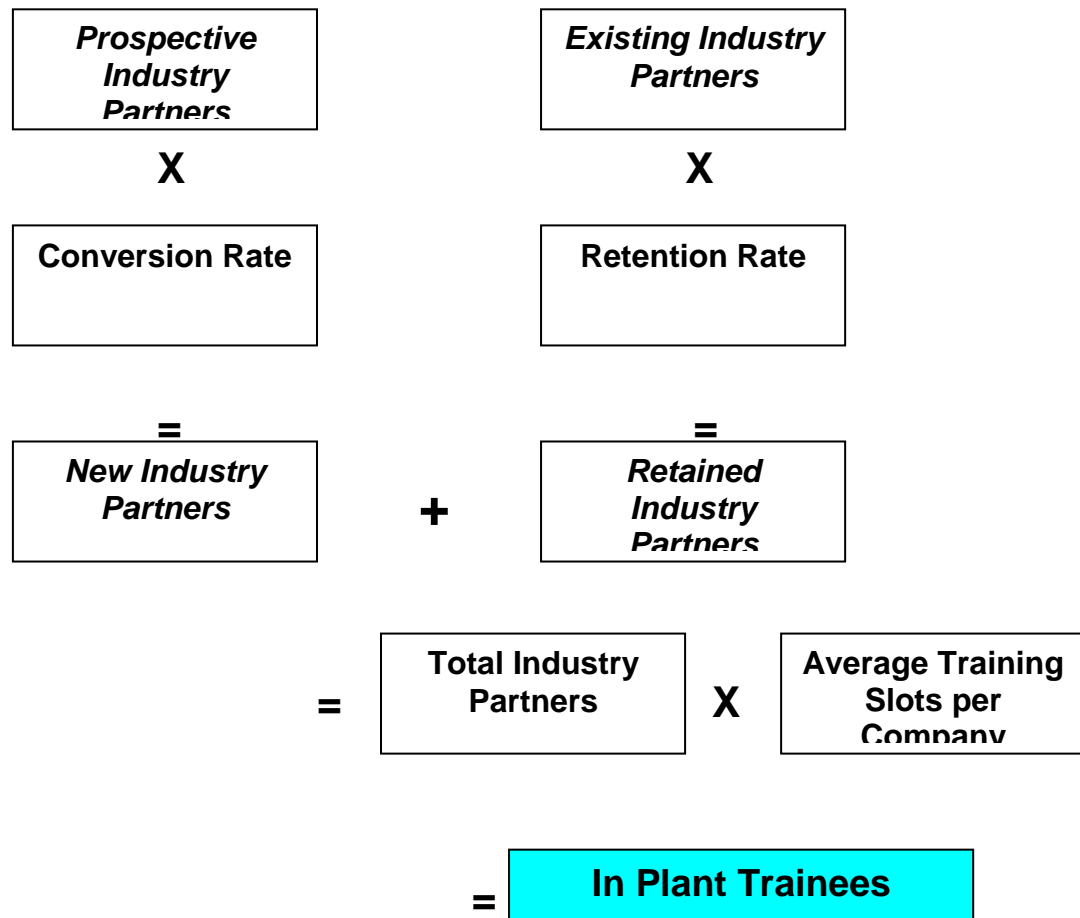 Prospective
Industry
Partners
Existing Industry
Partners
X
X
Conversion Rate
Retention Rate
=
=
New Industry
Partners
+
Retained
Industry
Partners
=
Total Industry
Partners
X
Average Training
Slots per
Company
=
In Plant Trainees